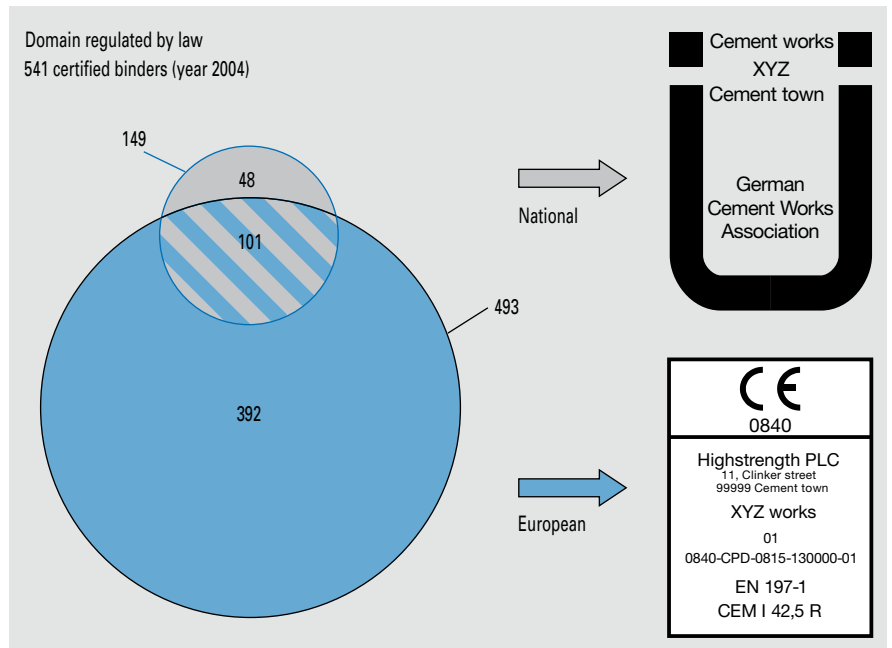 Domain regulated by law
541 certified binders (year 2004)
149
48
101
493
392
National
European
Cement works
XYZ
Cement town
German
Cement Works
Association
CE
0840
Highstrength PLC
11, Clinker street
99999 Cement town
XYZ works
01
0840-CPD-0815-130000-01
EN 197-1
CEM I 42,5 R